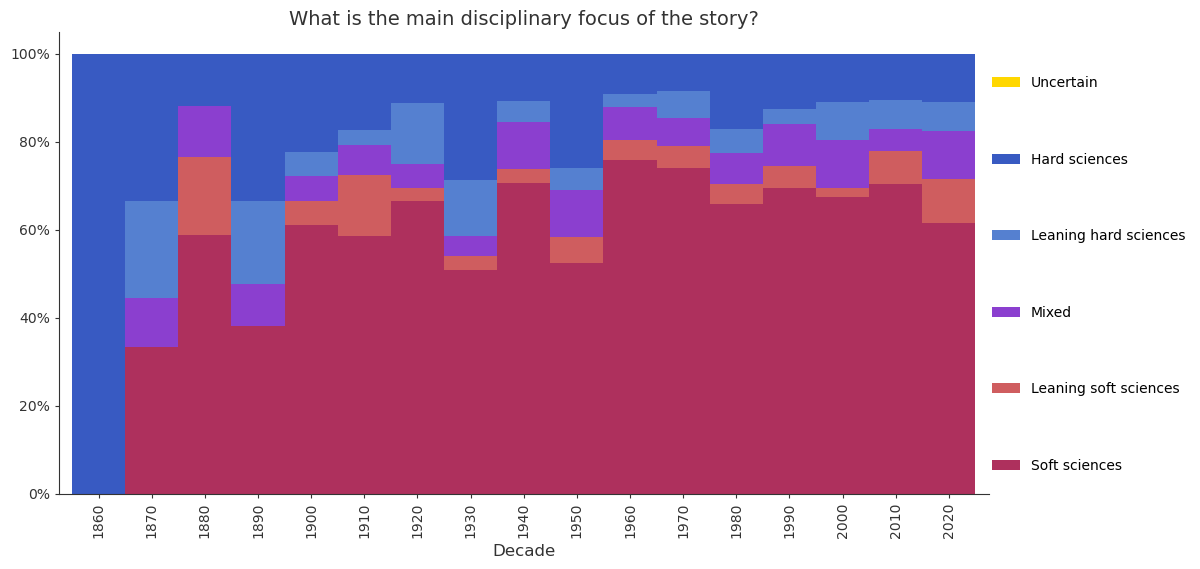 What is the main disciplinary focus of the story?
100%
80%
60%
40%
20%
0%
Uncertain
Hard sciences
Leaning hard sciences
Mixed
Leaning soft sciences
Soft sciences
1860
1870
1880
1890
1900
1910
1920
1930
1940
1950
1960
1970
1980
1990
2000
2010
2020
Decade